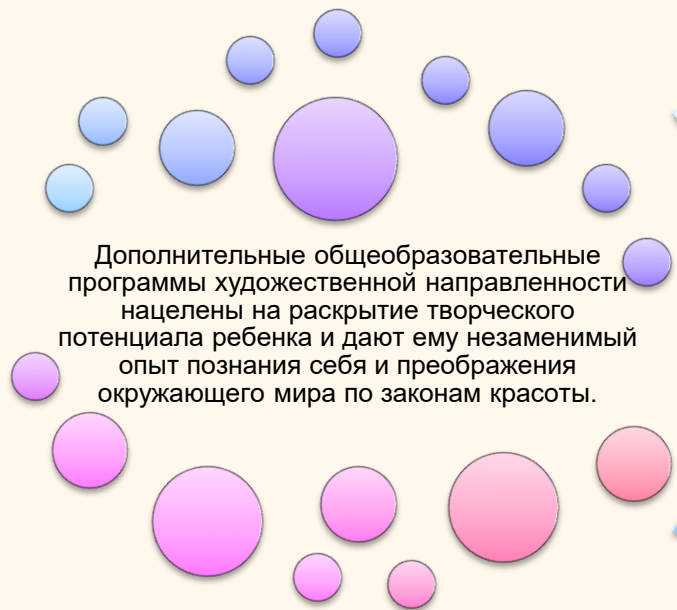 Дополнительные общеобразовательные
программы художественной направленности
нацелены на раскрытие творческого
потенциала ребенка и дают ему незаменимый
опыт познания себя и преображения
окружающего мира по законам красоты.